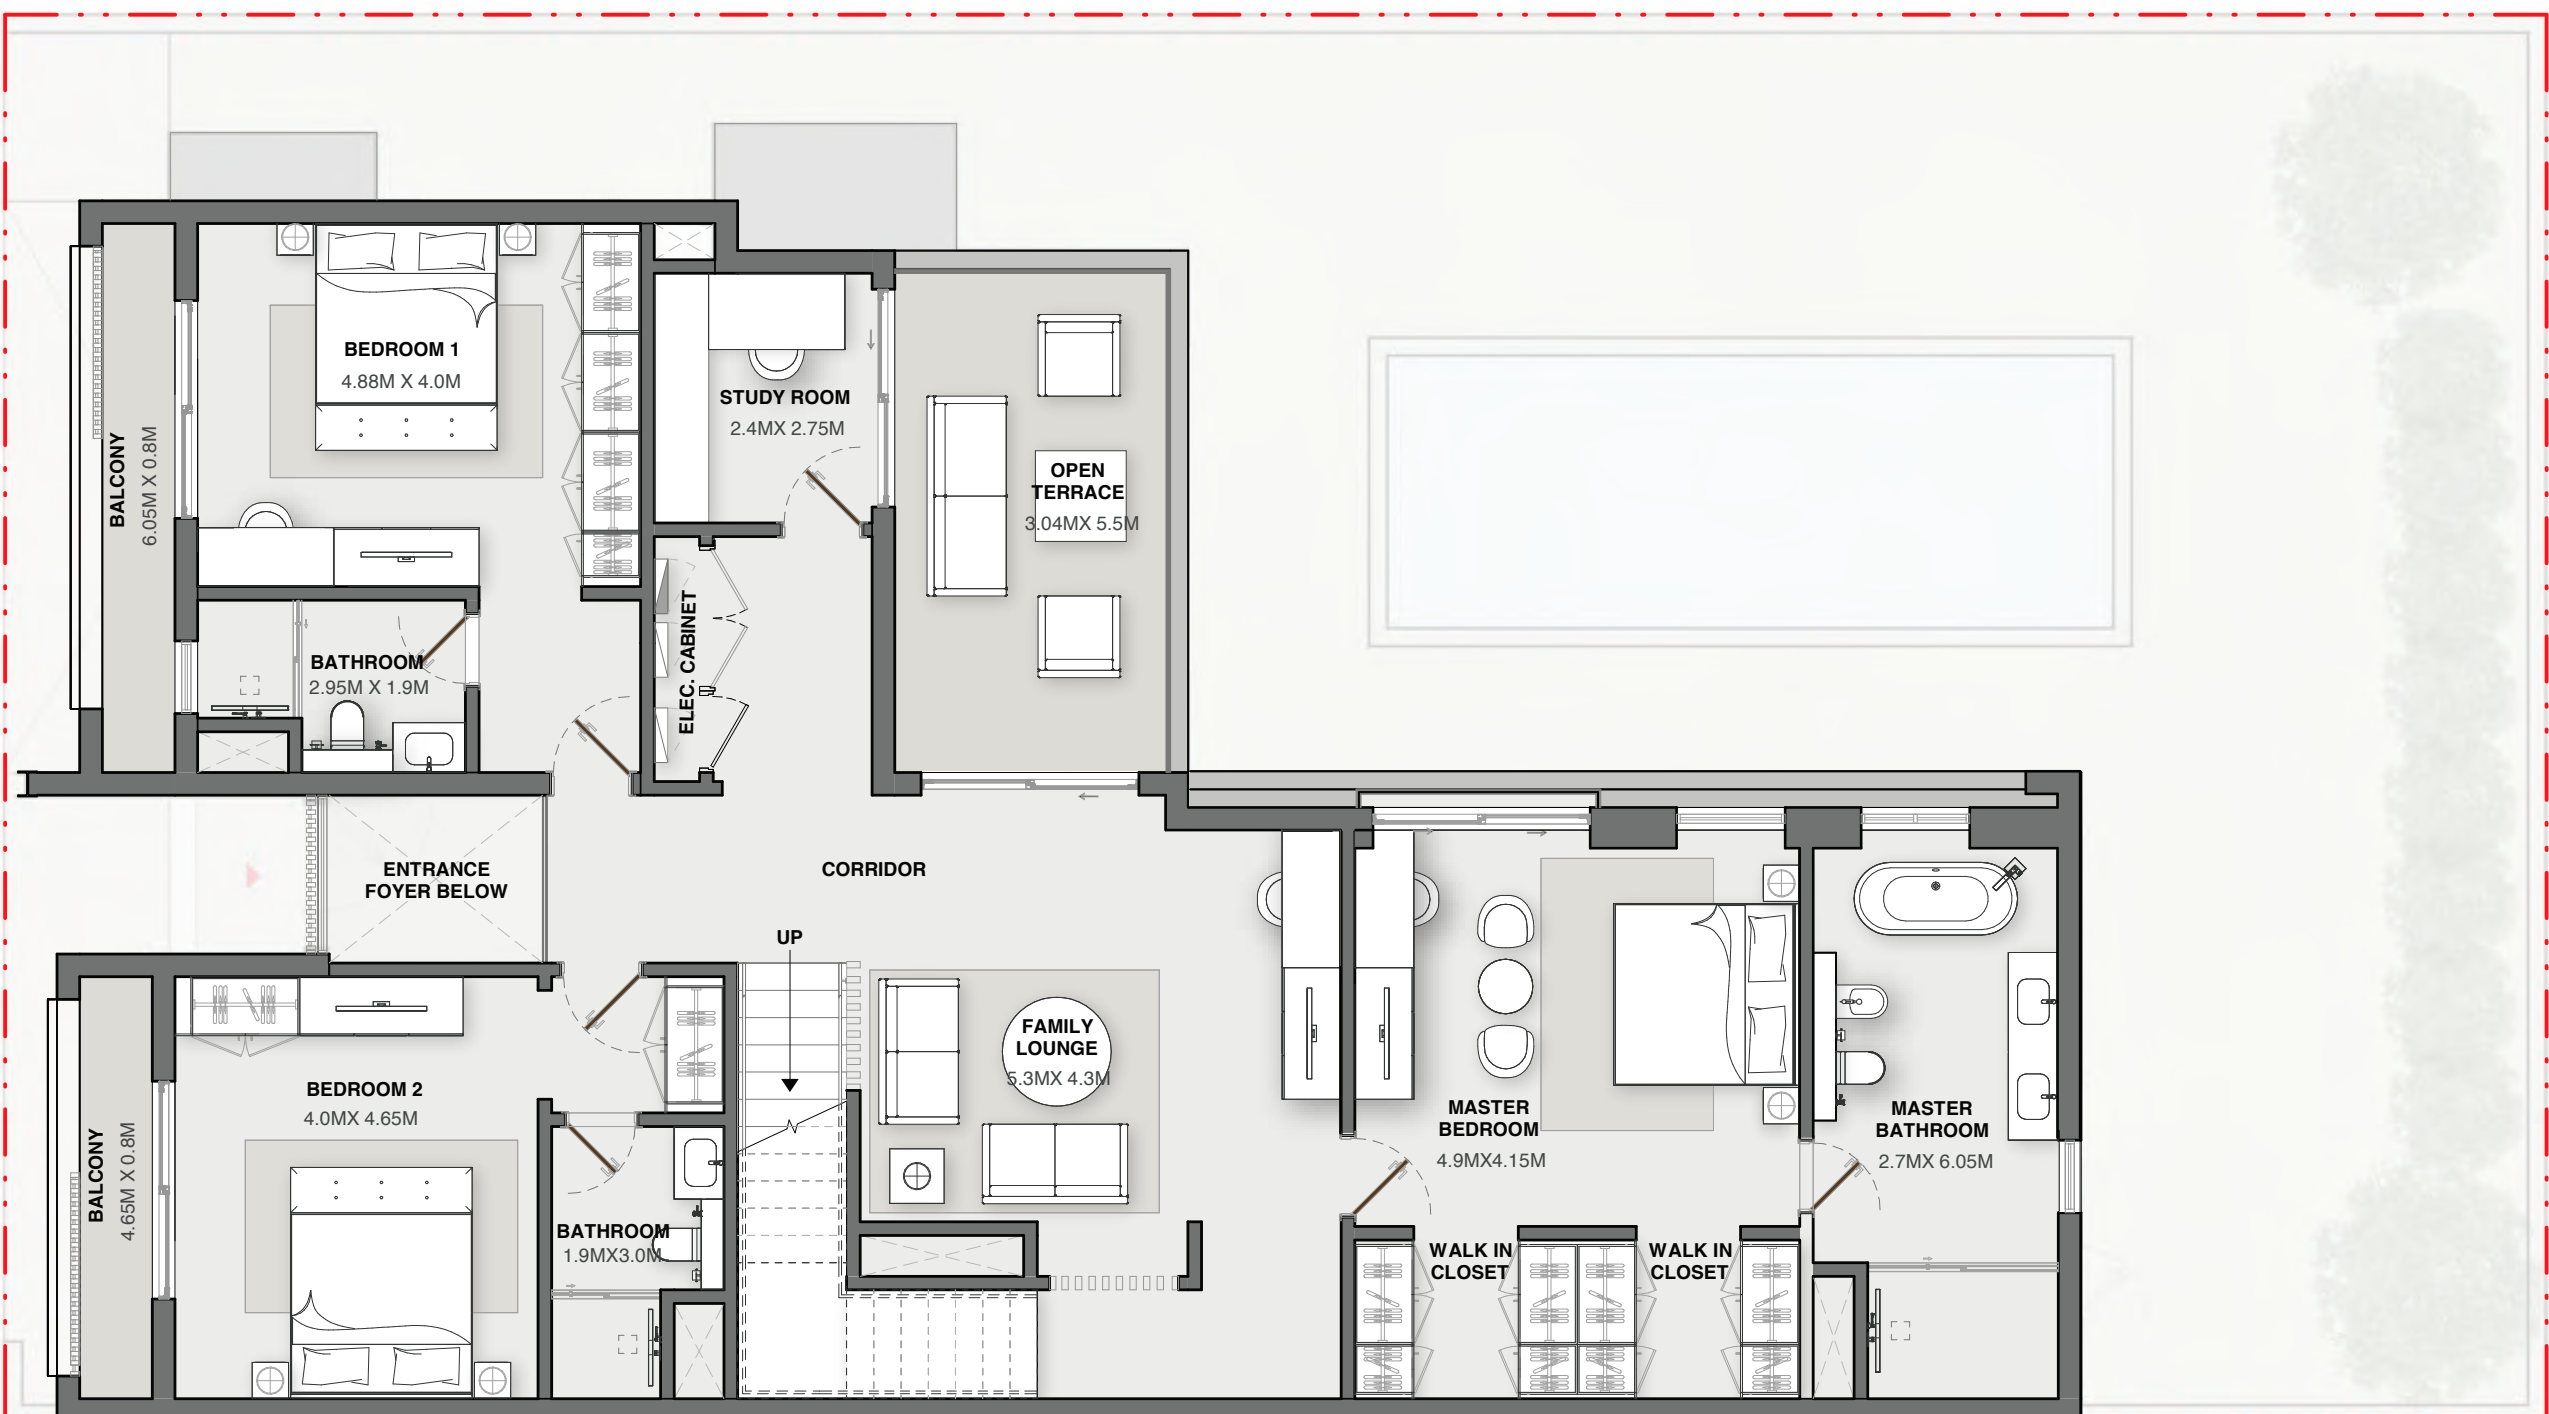 BEDROOM 1
4.88M X 4.0M
BALCONY
6.05M X 0.8M
STUDY ROOM
2.4MX 2.75M
OPEN
TERRACE
3.04MX 5.5M
BATHROOM
2.95M X 1.9M
ELEC. CABINET
ENTRANCE
FOYER BELOW
CORRIDOR
UP
BEDROOM 2
4.0MX 4.65M
BALCONY
4.65M X 0.8M
BATHROOM
1.9MX3.0M
FAMILY
LOUNGE
5.3MX 4.3M
MASTER
BEDROOM
4.9MX4.15M
MASTER
BATHROOM
2.7MX 6.05M
WALK IN
CLOSET
WALK IN
CLOSET